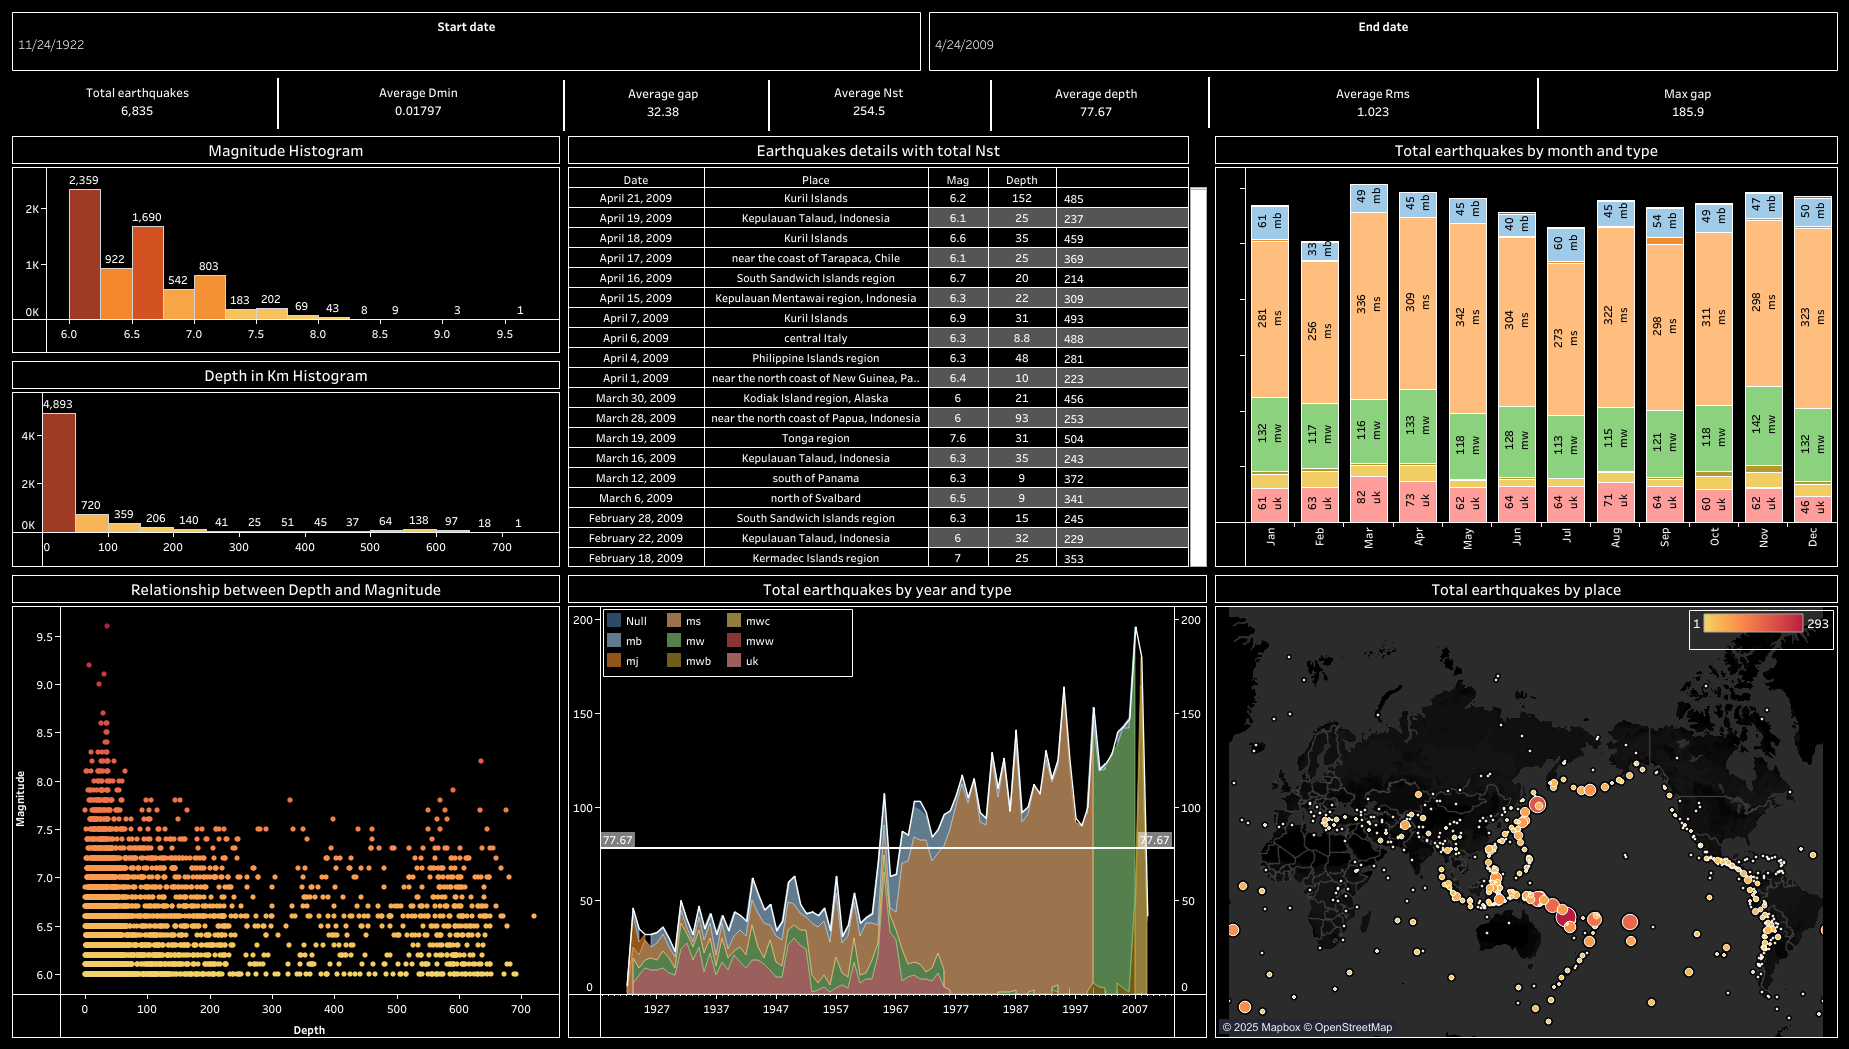 Start date
11/24/1922
End date
4/24/2009
Total earthquakes
6,835
Average Dmin
0.01797
Average gap
32.38
Average Nst
254.5
Average depth
77.67
Average Rms
1.023
Max gap
185.9
Magnitude Histogram
2K
1K
0K
2,359
922
1,690
542
803
183
202
69
43
8
9
3
1
6.0
6.5
7.0
7.5
8.0
8.5
9.0
9.5
Depth in Km Histogram
4K
2K
0K
4,893
720
359
206
140
41
25
51
45
37
64
138
97
18
1
0
100
200
300
400
500
600
700
Earthquakes details with total Nst
Date Place Mag Depth
April 21, 2009 Kuril Islands 6.2 152 485
April 19, 2009 Kepulauan Talaud, Indonesia 6.1 25 237
April 18, 2009 Kuril Islands 6.6 35 459
April 17, 2009 near the coast of Tarapaca, Chile 6.1 25 369
April 16, 2009 South Sandwich Islands region 6.7 20 214
April 15, 2009 Kepulauan Mentawai region, Indonesia 6.3 22 309
April 7, 2009 Kuril Islands 6.9 31 493
April 6, 2009 central Italy 6.3 8.8 488
April 4, 2009 Philippine Islands region 6.3 48 281
April 1, 2009 near the north coast of New Guinea, Pa.. 6.4 10 223
March 30, 2009 Kodiak Island region, Alaska 6 21 456
March 28, 2009 near the north coast of Papua, Indonesia 6 93 253
March 19, 2009 Tonga region 7.6 31 504
March 16, 2009 Kepulauan Talaud, Indonesia 6.3 35 243
March 12, 2009 south of Panama 6.3 9 372
March 6, 2009 north of Svalbard 6.5 9 341
February 28, 2009 South Sandwich Islands region 6.3 15 245
February 22, 2009 Kepulauan Talaud, Indonesia 6 32 229
February 18, 2009 Kermadec Islands region 7 25 353
Total earthquakes by month and type
61 mb
281 ms
132 mw
61 uk
Jan
33 mb
256 ms
117 mw
63 uk
Feb
49 mb
336 ms
116 mw
82 uk
Mar
45 mb
309 ms
133 mw
73 uk
Apr
45 mb
342 ms
118 mw
62 uk
May
40 mb
304 ms
128 mw
64 uk
Jun
60 mb
273 ms
113 mw
64 uk
Jul
45 mb
322 ms
115 mw
71 uk
Aug
54 mb
298 ms
121 mw
64 uk
Sep
49 mb
311 ms
118 mw
60 uk
Oct
47 mb
298 ms
142 mw
62 uk
Nov
50 mb
323 ms
132 mw
46 uk
Dec
Relationship between Depth and Magnitude
Magnitude
9.5
9.0
8.5
8.0
7.5
7.0
6.5
6.0
0
100
200
300
400
500
600
700
Depth
Total earthquakes by year and type
Null ms mwc
mb mw mww
mj mwb uk
200
150
100
50
0
77.67
77.67
200
150
100
50
0
1927
1937
1947
1957
1967
1977
1987
1997
2007
Total earthquakes by place
1 293
© 2025 Mapbox © OpenStreetMap